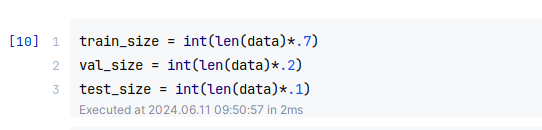 [10] 1 train_size = int(len(data)*.7)
2 val_size = int(len(data)*.2)
3 test_size = int(len(data)*.1)
Executed at 2024.06.11 09:50:57 in 2ms